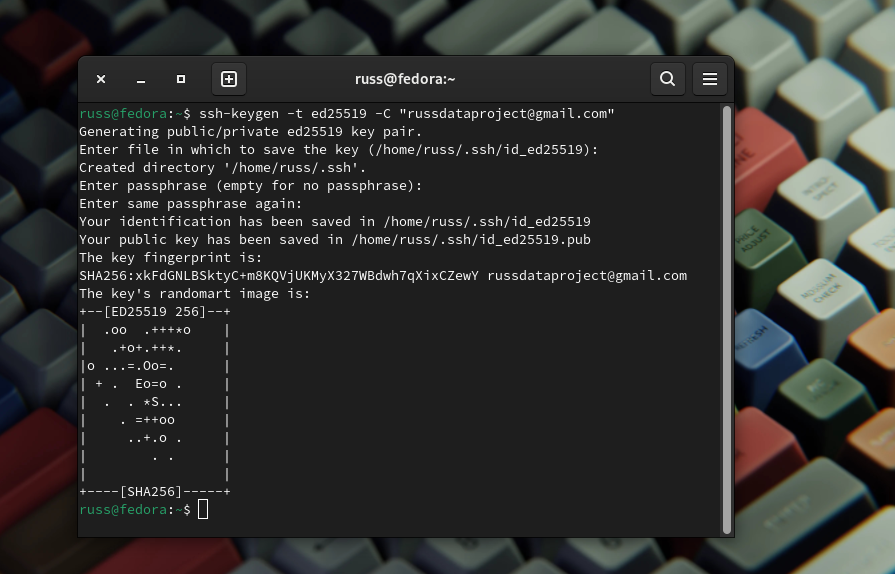 russ@fedora:~
russ@fedora:~$ ssh-keygen -t ed25519 -C "russdataproject@gmail.com"
Generating public/private ed25519 key pair.
Enter file in which to save the key (/home/russ/.ssh/id_ed25519):
Created directory '/home/russ/.ssh'.
Enter passphrase (empty for no passphrase):
Enter same passphrase again:
Your identification has been saved in /home/russ/.ssh/id_ed25519
Your public key has been saved in /home/russ/.ssh/id_ed25519.pub
The key fingerprint is:
SHA256:xkFdGNLBSktyC+m8KQVjUKMyX327WBdwh7qXixCZewY russdataproject@gmail.com
The key's randomart image is:
+--[ED25519 256]--+
|  .oo  .+++*o    |
|   .+o+.++*.     |
|o ...=.Oo=.      |
| + .  Eo=o .     |
|  .  . *S...     |
|    . =++oo      |
|     ..+.o .     |
|        . .      |
|                 |
+----[SHA256]-----+
russ@fedora:~$
PRICE
ADJUST
ROSLUM
CHECK